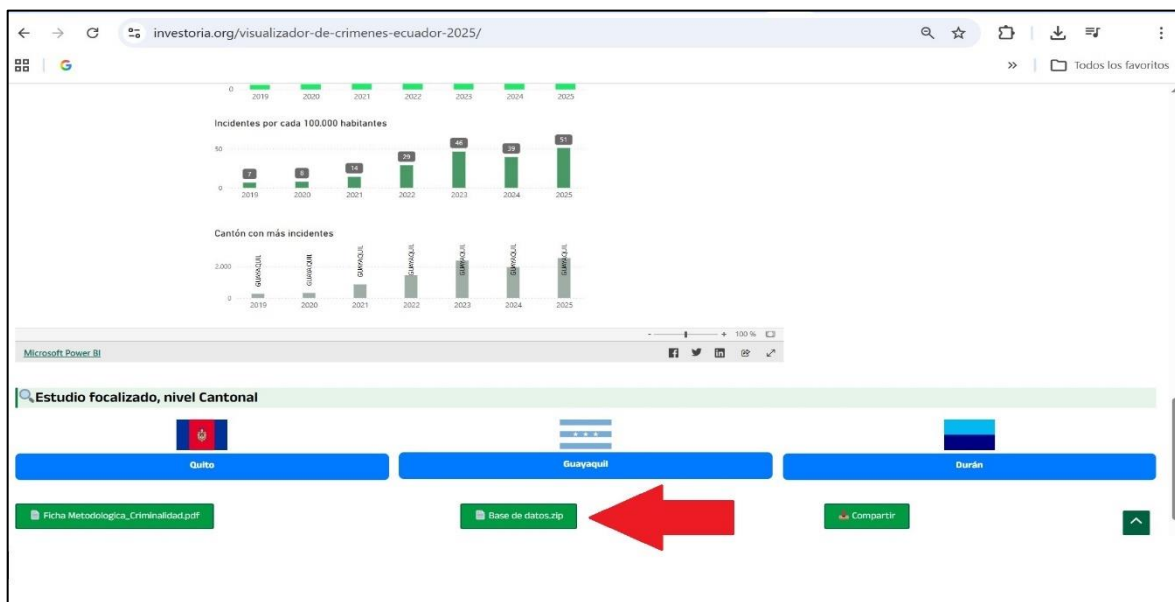 investoria.org/visualizador-de-crimenes-ecuador-2025/
G
» Todos los favoritos
0
2019 2020 2021 2022 2023 2024 2025
Incidentes por cada 100.000 habitantes
50
7 8 14 29 46 39 51
0
2019 2020 2021 2022 2023 2024 2025
Cantón con más incidentes
2.000
GUAYAQUIL GUAYAQUIL GUAYAQUIL GUAYAQUIL GUAYAQUIL GUAYAQUIL GUAYAQUIL
0
2019 2020 2021 2022 2023 2024 2025
- + 100 %
Microsoft Power BI
Estudio focalizado, nivel Cantonal
Quito Guayaquil Durán
Ficha Metodologica_Criminalidad.pdf Base de datos.zip Compartir